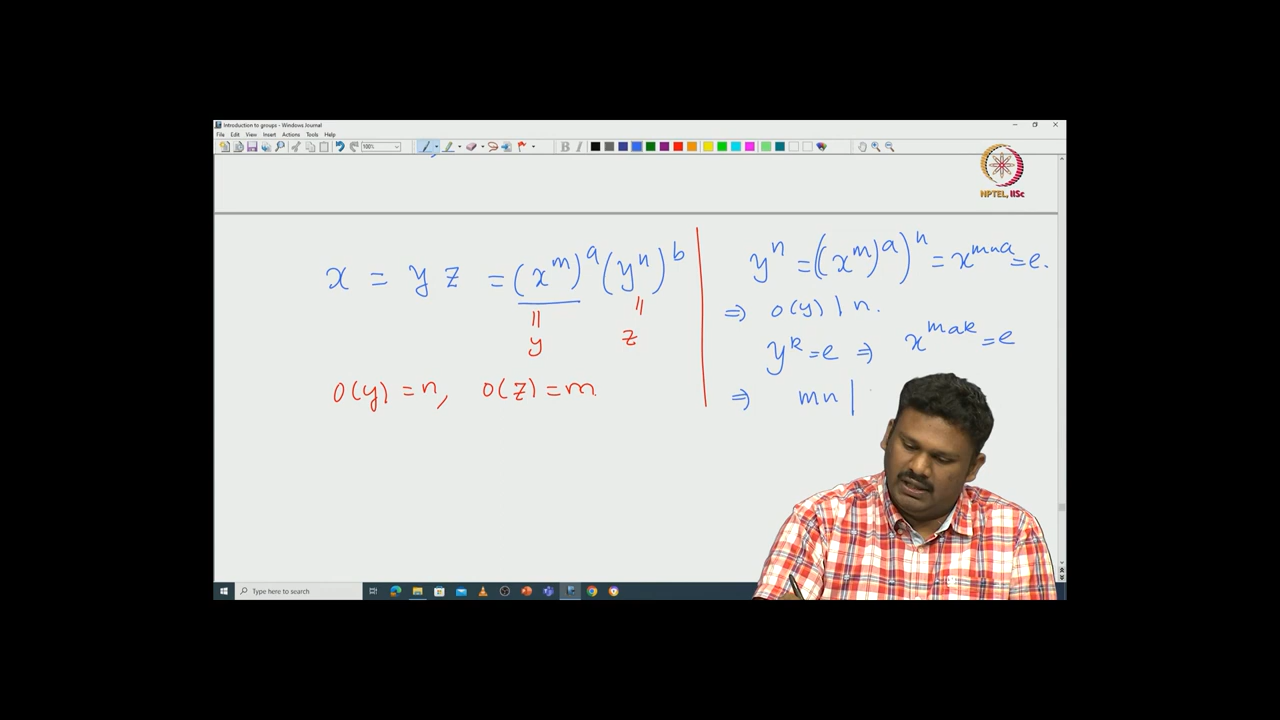 Introduction to groups - Windows Journal
File Edit View Insert Actions Tools Help
100%
B I
NPTEL, IISc
x = y z = (x^m)^a (y^n)^b
= y
= z
o(y) = n, o(z) = m.
y^n = ((x^m)^a)^n = x^{mna} = e.
⇒ o(y) | n.
y^k = e ⇒ x^{mak} = e
⇒ mn |
Type here to search